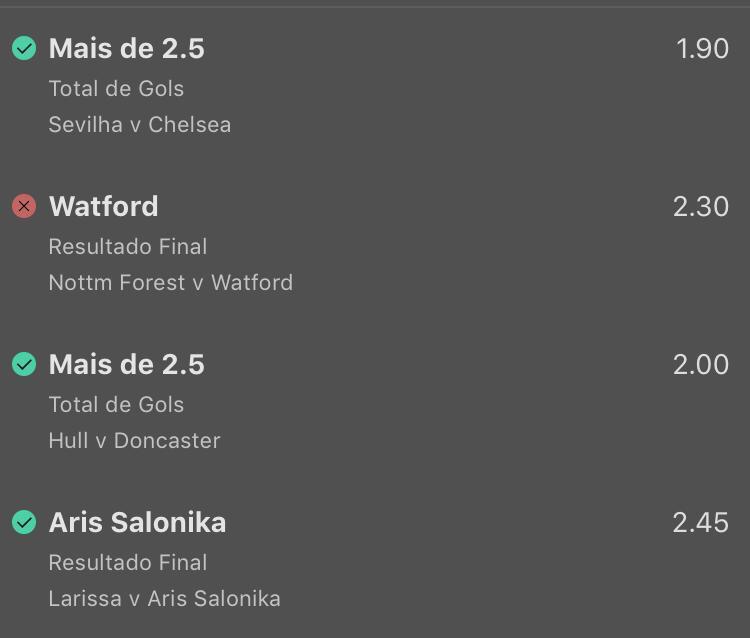 Mais de 2.5 1.90
Total de Gols
Sevilha v Chelsea
Watford 2.30
Resultado Final
Nottm Forest v Watford
Mais de 2.5 2.00
Total de Gols
Hull v Doncaster
Aris Salonika 2.45
Resultado Final
Larissa v Aris Salonika